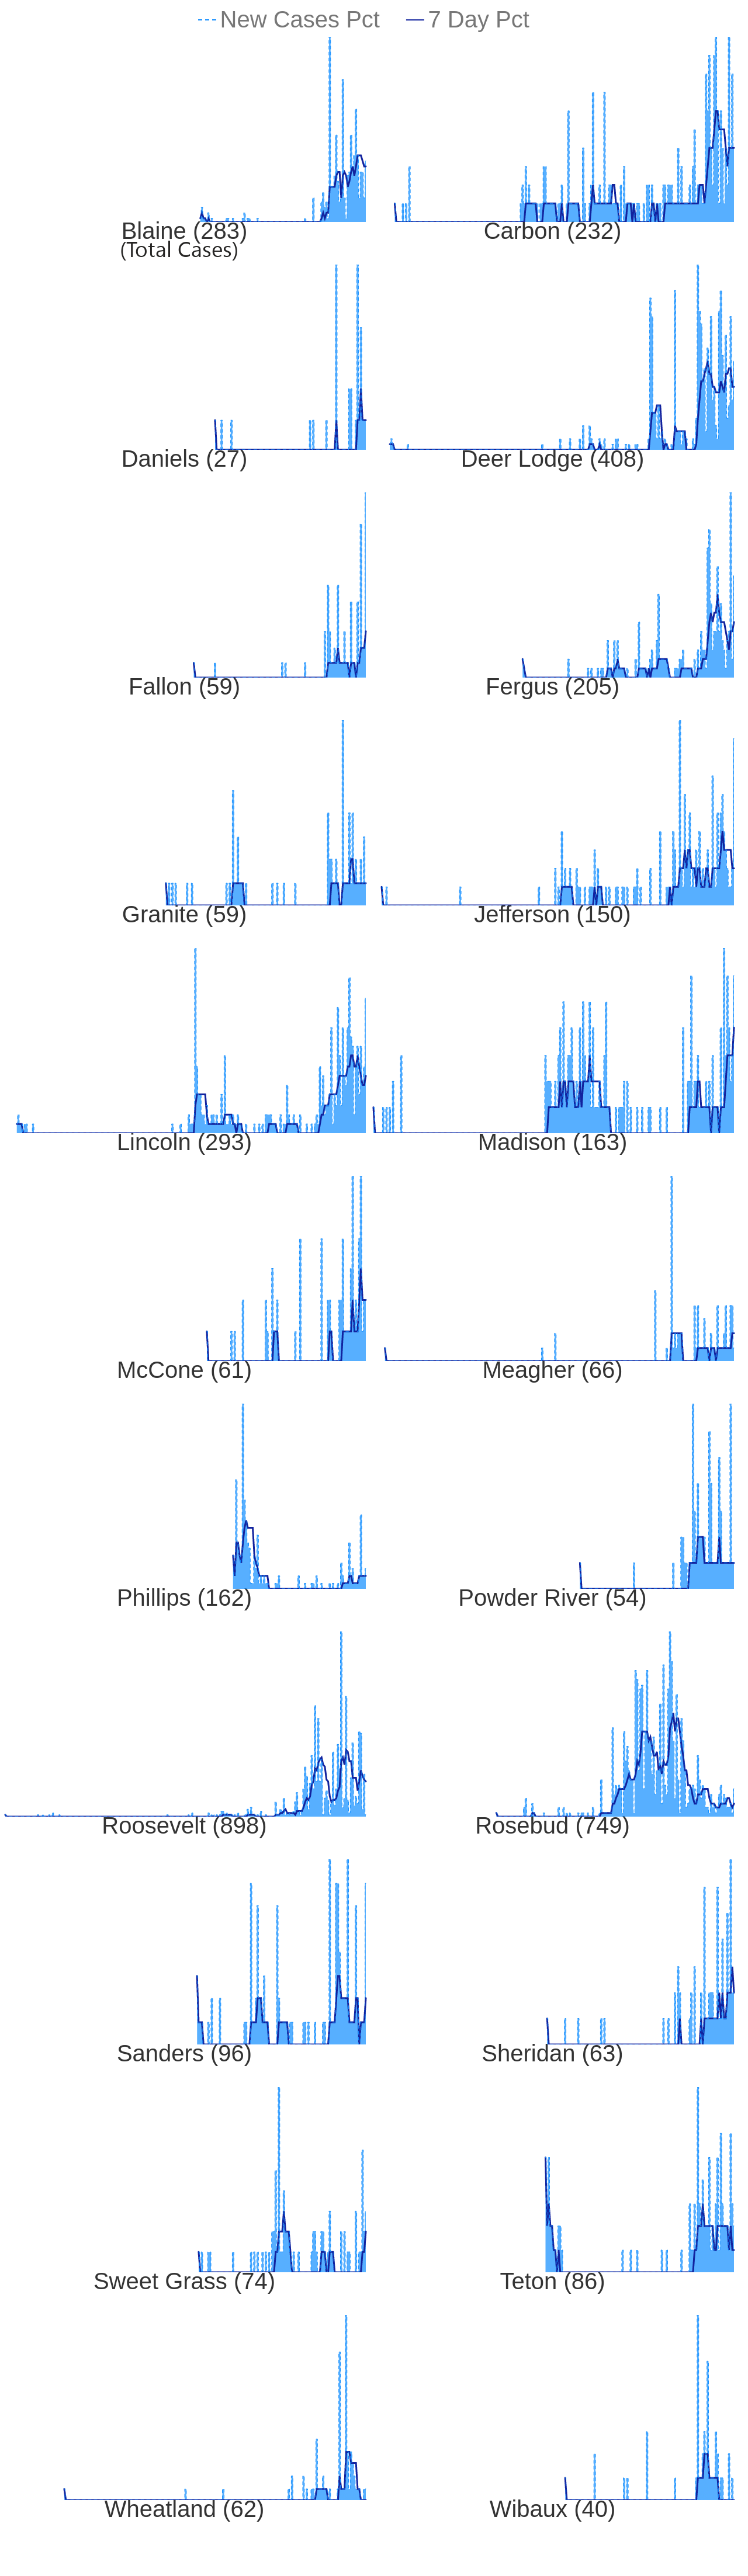 New Cases Pct 7 Day Pct
Blaine (283) Carbon (232)
(Total Cases)
Daniels (27) Deer Lodge (408)
Fallon (59) Fergus (205)
Granite (59) Jefferson (150)
Lincoln (293) Madison (163)
McCone (61) Meagher (66)
Phillips (162) Powder River (54)
Roosevelt (898) Rosebud (749)
Sanders (96) Sheridan (63)
Sweet Grass (74) Teton (86)
Wheatland (62) Wibaux (40)